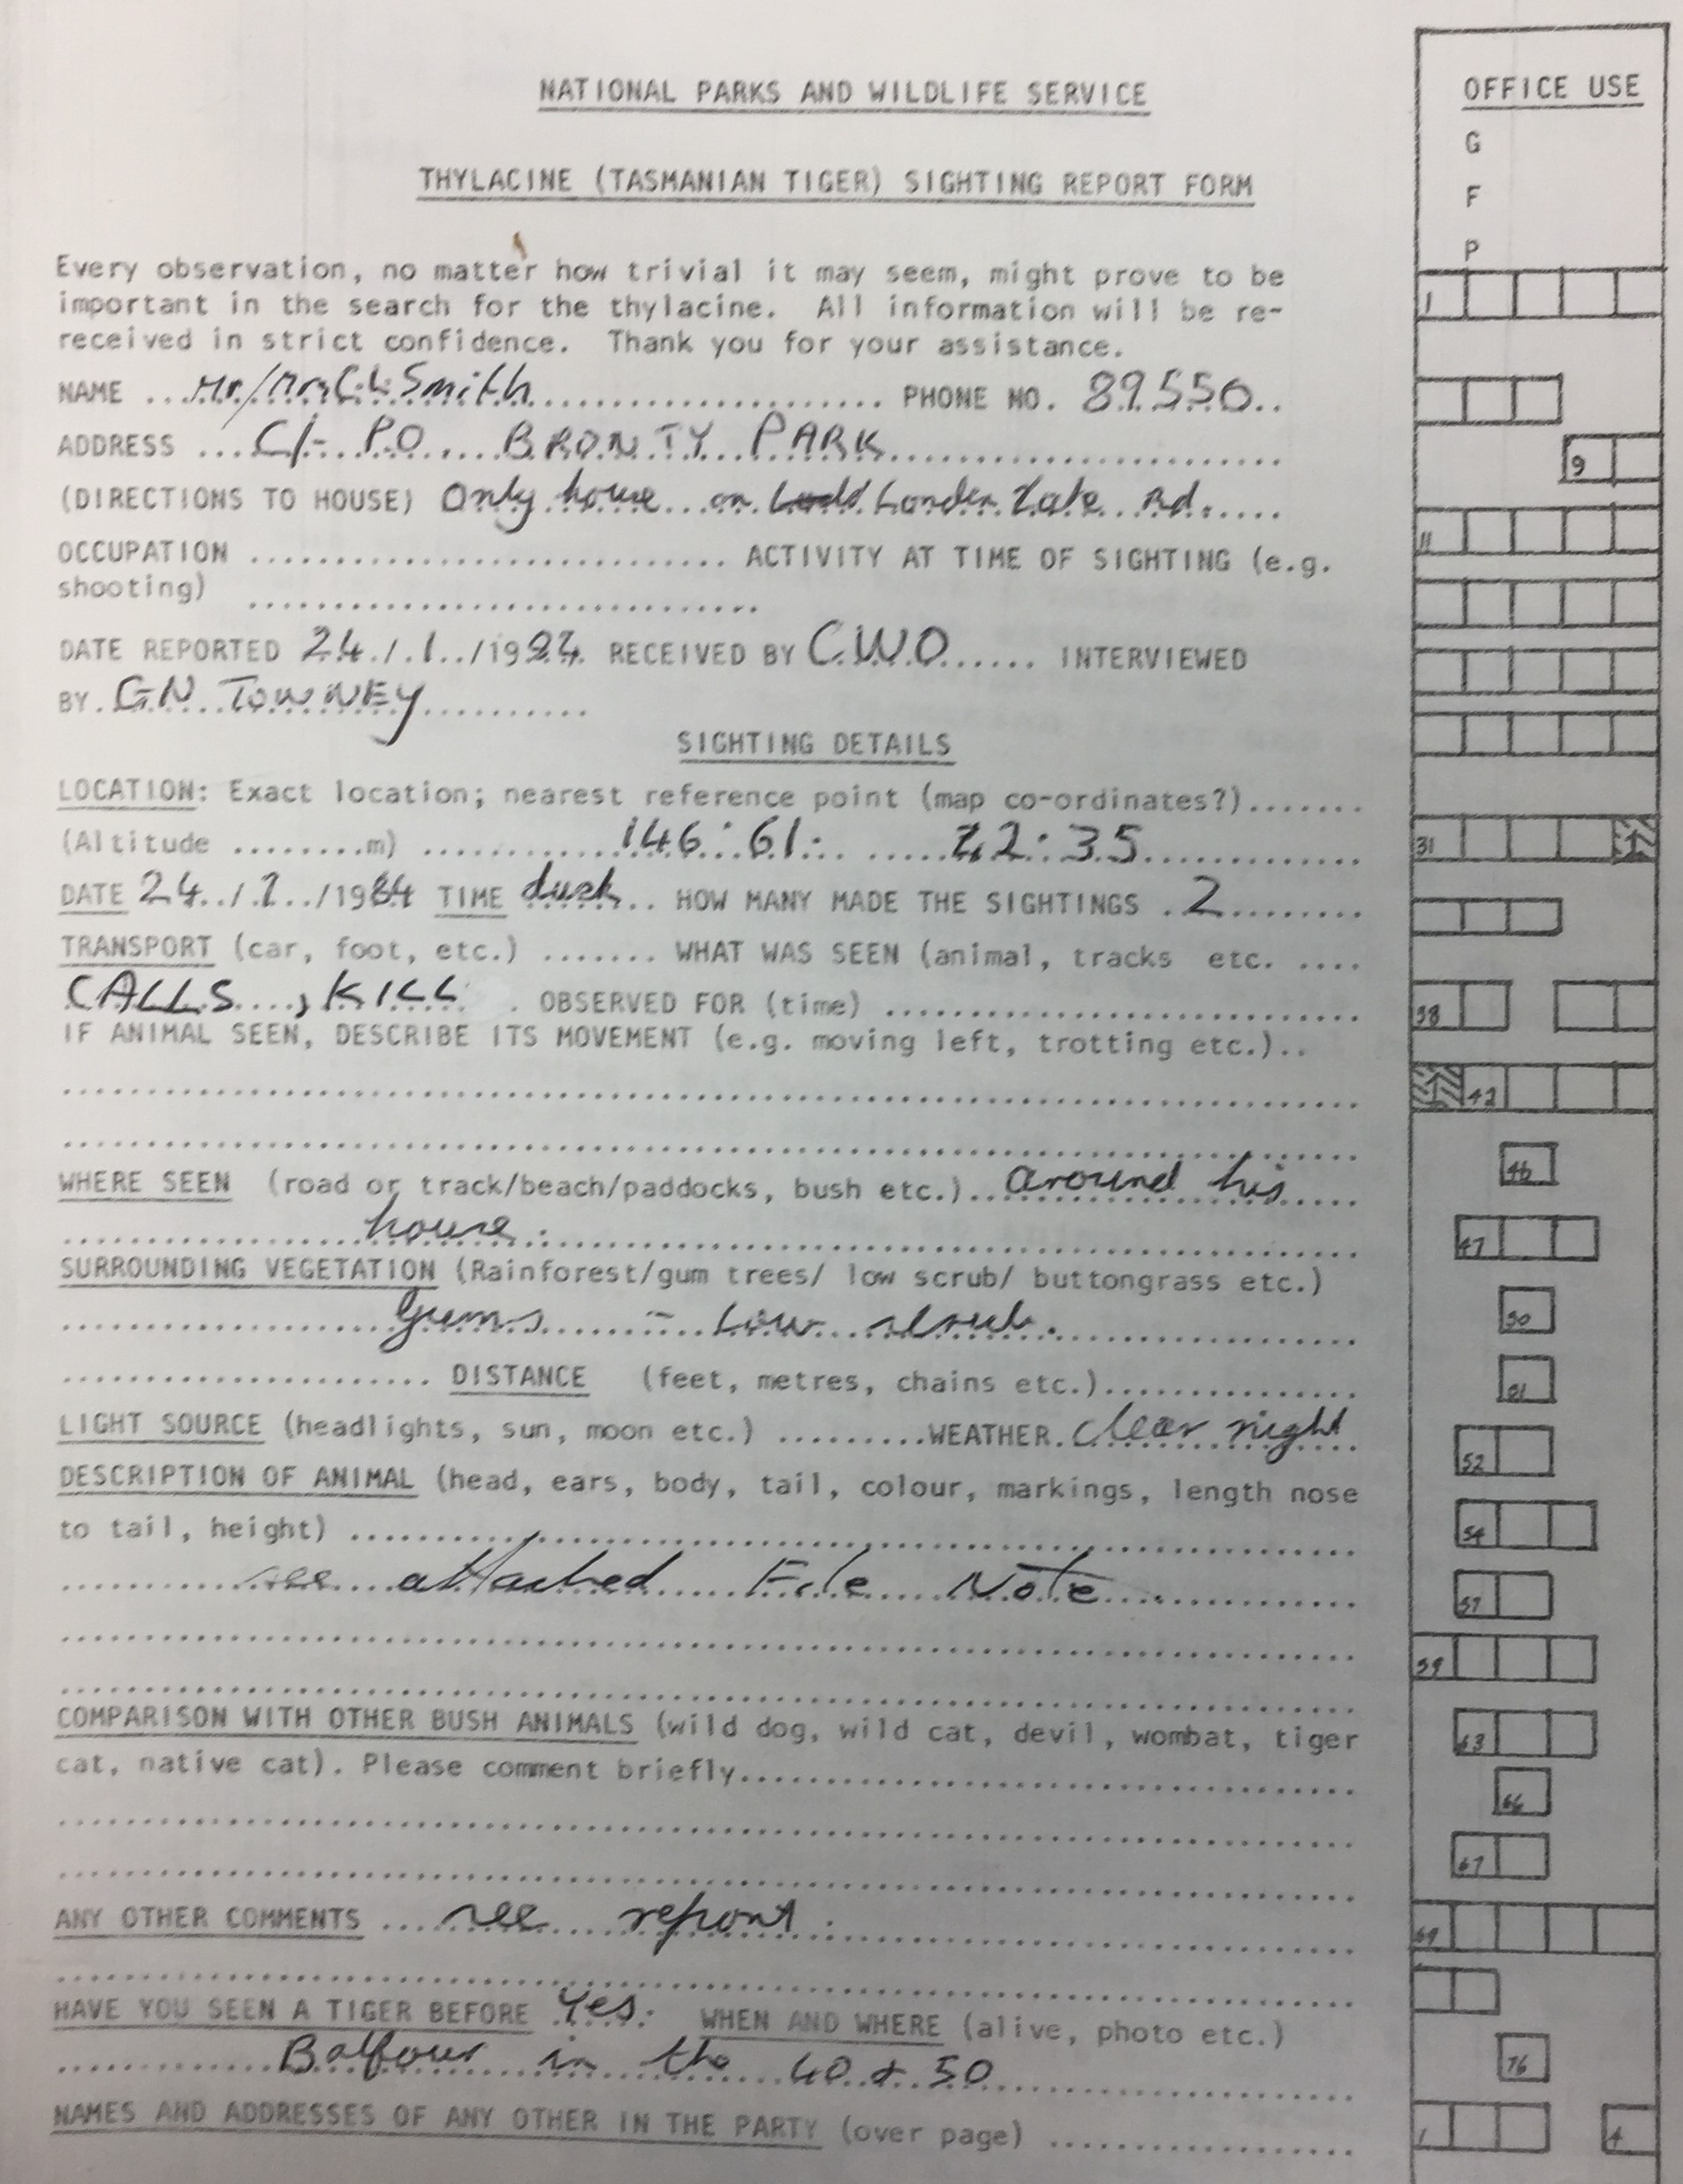 NATIONAL PARKS AND WILDLIFE SERVICE
THYLACINE (TASMANIAN TIGER) SIGHTING REPORT FORM
Every observation, no matter how trivial it may seem, might prove to be
important in the search for the thylacine. All information will be re-
received in strict confidence. Thank you for your assistance.
NAME ... Mr/Mrs C L Smith ... PHONE NO. 89550..
ADDRESS ... C/- P.O. BRONTY PARK ...
(DIRECTIONS TO HOUSE) Only house on Rd.
OCCUPATION ... ACTIVITY AT TIME OF SIGHTING (e.g.
shooting) ...
DATE REPORTED 24./.1../1984 RECEIVED BY C.W.O...... INTERVIEWED
BY. G.N. TOWNEY ...
SIGHTING DETAILS
LOCATION: Exact location; nearest reference point (map co-ordinates?).......
(Altitude ........m) ... 146:61: ... :35 ...
DATE 24../ /1984 TIME dusk.. HOW MANY MADE THE SIGHTINGS .2........
TRANSPORT (car, foot, etc.) ....... WHAT WAS SEEN (animal, tracks etc. ....
CALLS...., KILL . OBSERVED FOR (time) ...
IF ANIMAL SEEN, DESCRIBE ITS MOVEMENT (e.g. moving left, trotting etc.)..
WHERE SEEN (road or track/beach/paddocks, bush etc.)..around his
house.
SURROUNDING VEGETATION (Rainforest/gum trees/ low scrub/ buttongrass etc.)
Gums - Low scrub.
... DISTANCE (feet, metres, chains etc.)...
LIGHT SOURCE (headlights, sun, moon etc.) .........WEATHER.clear night
DESCRIPTION OF ANIMAL (head, ears, body, tail, colour, markings, length nose
to tail, height) ...
see attached File Note
COMPARISON WITH OTHER BUSH ANIMALS (wild dog, wild cat, devil, wombat, tiger
cat, native cat). Please comment briefly...
ANY OTHER COMMENTS .... see report.
HAVE YOU SEEN A TIGER BEFORE .Yes. WHEN AND WHERE (alive, photo etc.)
Balfour in the 40 & 50
NAMES AND ADDRESSES OF ANY OTHER IN THE PARTY (over page) ...
OFFICE USE
G
F
P
1
9
11
31
38
42
46
47
50
51
52
54
57
59
63
66
67
69
76
1 4